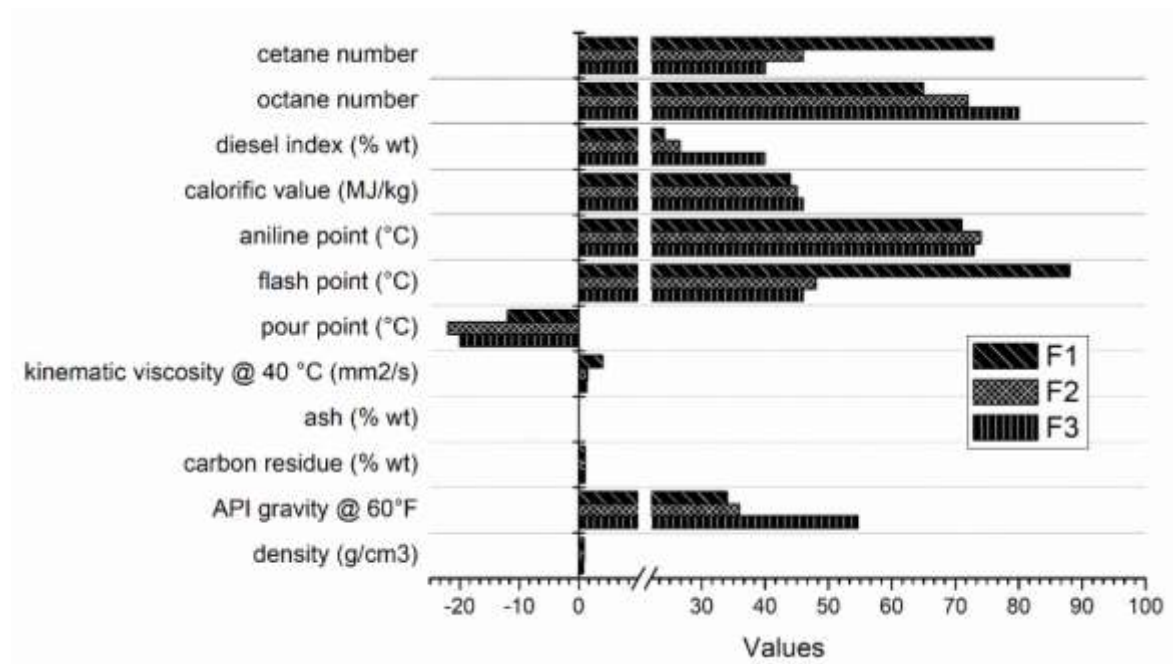 cetane number
octane number
diesel index (% wt)
calorific value (MJ/kg)
aniline point (°C)
flash point (°C)
pour point (°C)
kinematic viscosity @ 40 °C (mm2/s)
ash (% wt)
carbon residue (% wt)
API gravity @ 60°F
density (g/cm3)
F1
F2
F3
-20 -10 0 30 40 50 60 70 80 90 100
Values